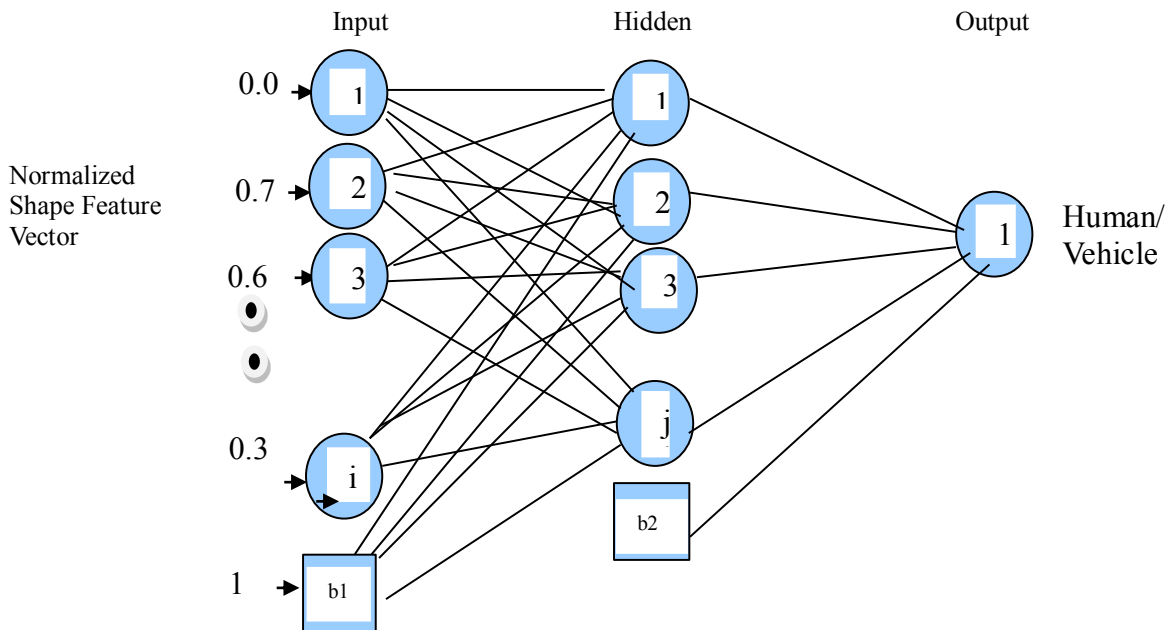 Input
Hidden
Output
0.0
1
1
Normalized
Shape Feature
Vector
0.7
2
2
1
Human/
Vehicle
0.6
3
3
0.3
i
j
b2
1
b1